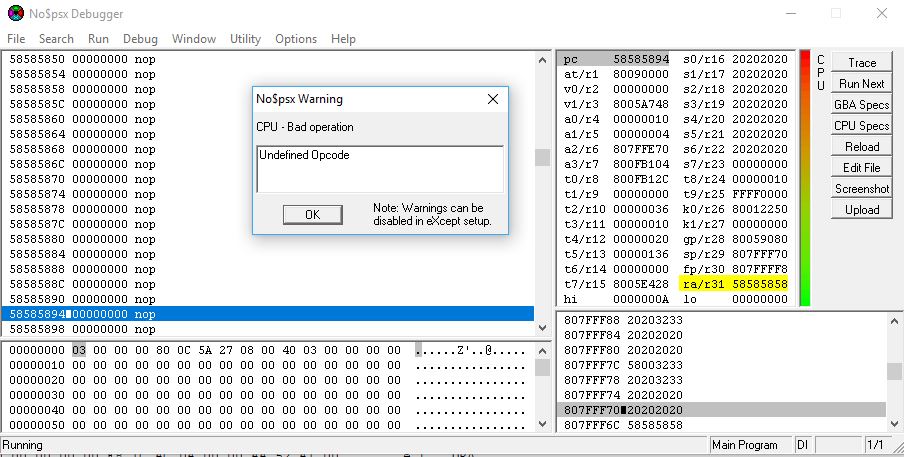 No$psx Debugger
File Search Run Debug Window Utility Options Help
58585850 00000000 nop
58585854 00000000 nop
58585858 00000000 nop
5858585C 00000000 nop
58585860 00000000 nop
58585864 00000000 nop
58585868 00000000 nop
5858586C 00000000 nop
58585870 00000000 nop
58585874 00000000 nop
58585878 00000000 nop
5858587C 00000000 nop
58585880 00000000 nop
58585884 00000000 nop
58585888 00000000 nop
5858588C 00000000 nop
58585890 00000000 nop
58585894 00000000 nop
58585898 00000000 nop
No$psx Warning
CPU - Bad operation
Undefined Opcode
OK
Note: Warnings can be
disabled in eXcept setup.
pc 58585894 s0/r16 20202020
at/r1 80090000 s1/r17 20202020
v0/r2 00000000 s2/r18 20202020
v1/r3 8005A748 s3/r19 20202020
a0/r4 00000010 s4/r20 20202020
a1/r5 00000004 s5/r21 20202020
a2/r6 807FFE70 s6/r22 20202020
a3/r7 800FB104 s7/r23 00000000
t0/r8 800FB12C t8/r24 00000010
t1/r9 00000000 t9/r25 FFFF0000
t2/r10 00000036 k0/r26 80012250
t3/r11 00000010 k1/r27 00000000
t4/r12 00000020 gp/r28 80059080
t5/r13 00000136 sp/r29 807FFF70
t6/r14 00000000 fp/r30 807FFFF8
t7/r15 8005E428 ra/r31 58585858
hi 0000000A lo 00000000
C
P
U
Trace
Run Next
GBA Specs
CPU Specs
Reload
Edit File
Screenshot
Upload
00000000 03 00 00 00 80 0C 5A 27 08 00 40 03 00 00 00 00 ......Z'..@.....
00000010 00 00 00 00 00 00 00 00 00 00 00 00 00 00 00 00 ................
00000020 00 00 00 00 00 00 00 00 00 00 00 00 00 00 00 00 ................
00000030 00 00 00 00 00 00 00 00 00 00 00 00 00 00 00 00 ................
00000040 00 00 00 00 00 00 00 00 00 00 00 00 00 00 00 00 ................
00000050 00 00 00 00 00 00 00 00 00 00 00 00 00 00 00 00 ................
807FFF88 20203233
807FFF84 20202020
807FFF80 20202020
807FFF7C 58003233
807FFF78 20202020
807FFF74 20202020
807FFF70 20202020
807FFF6C 58585858
Running
Main Program
DI
1/1